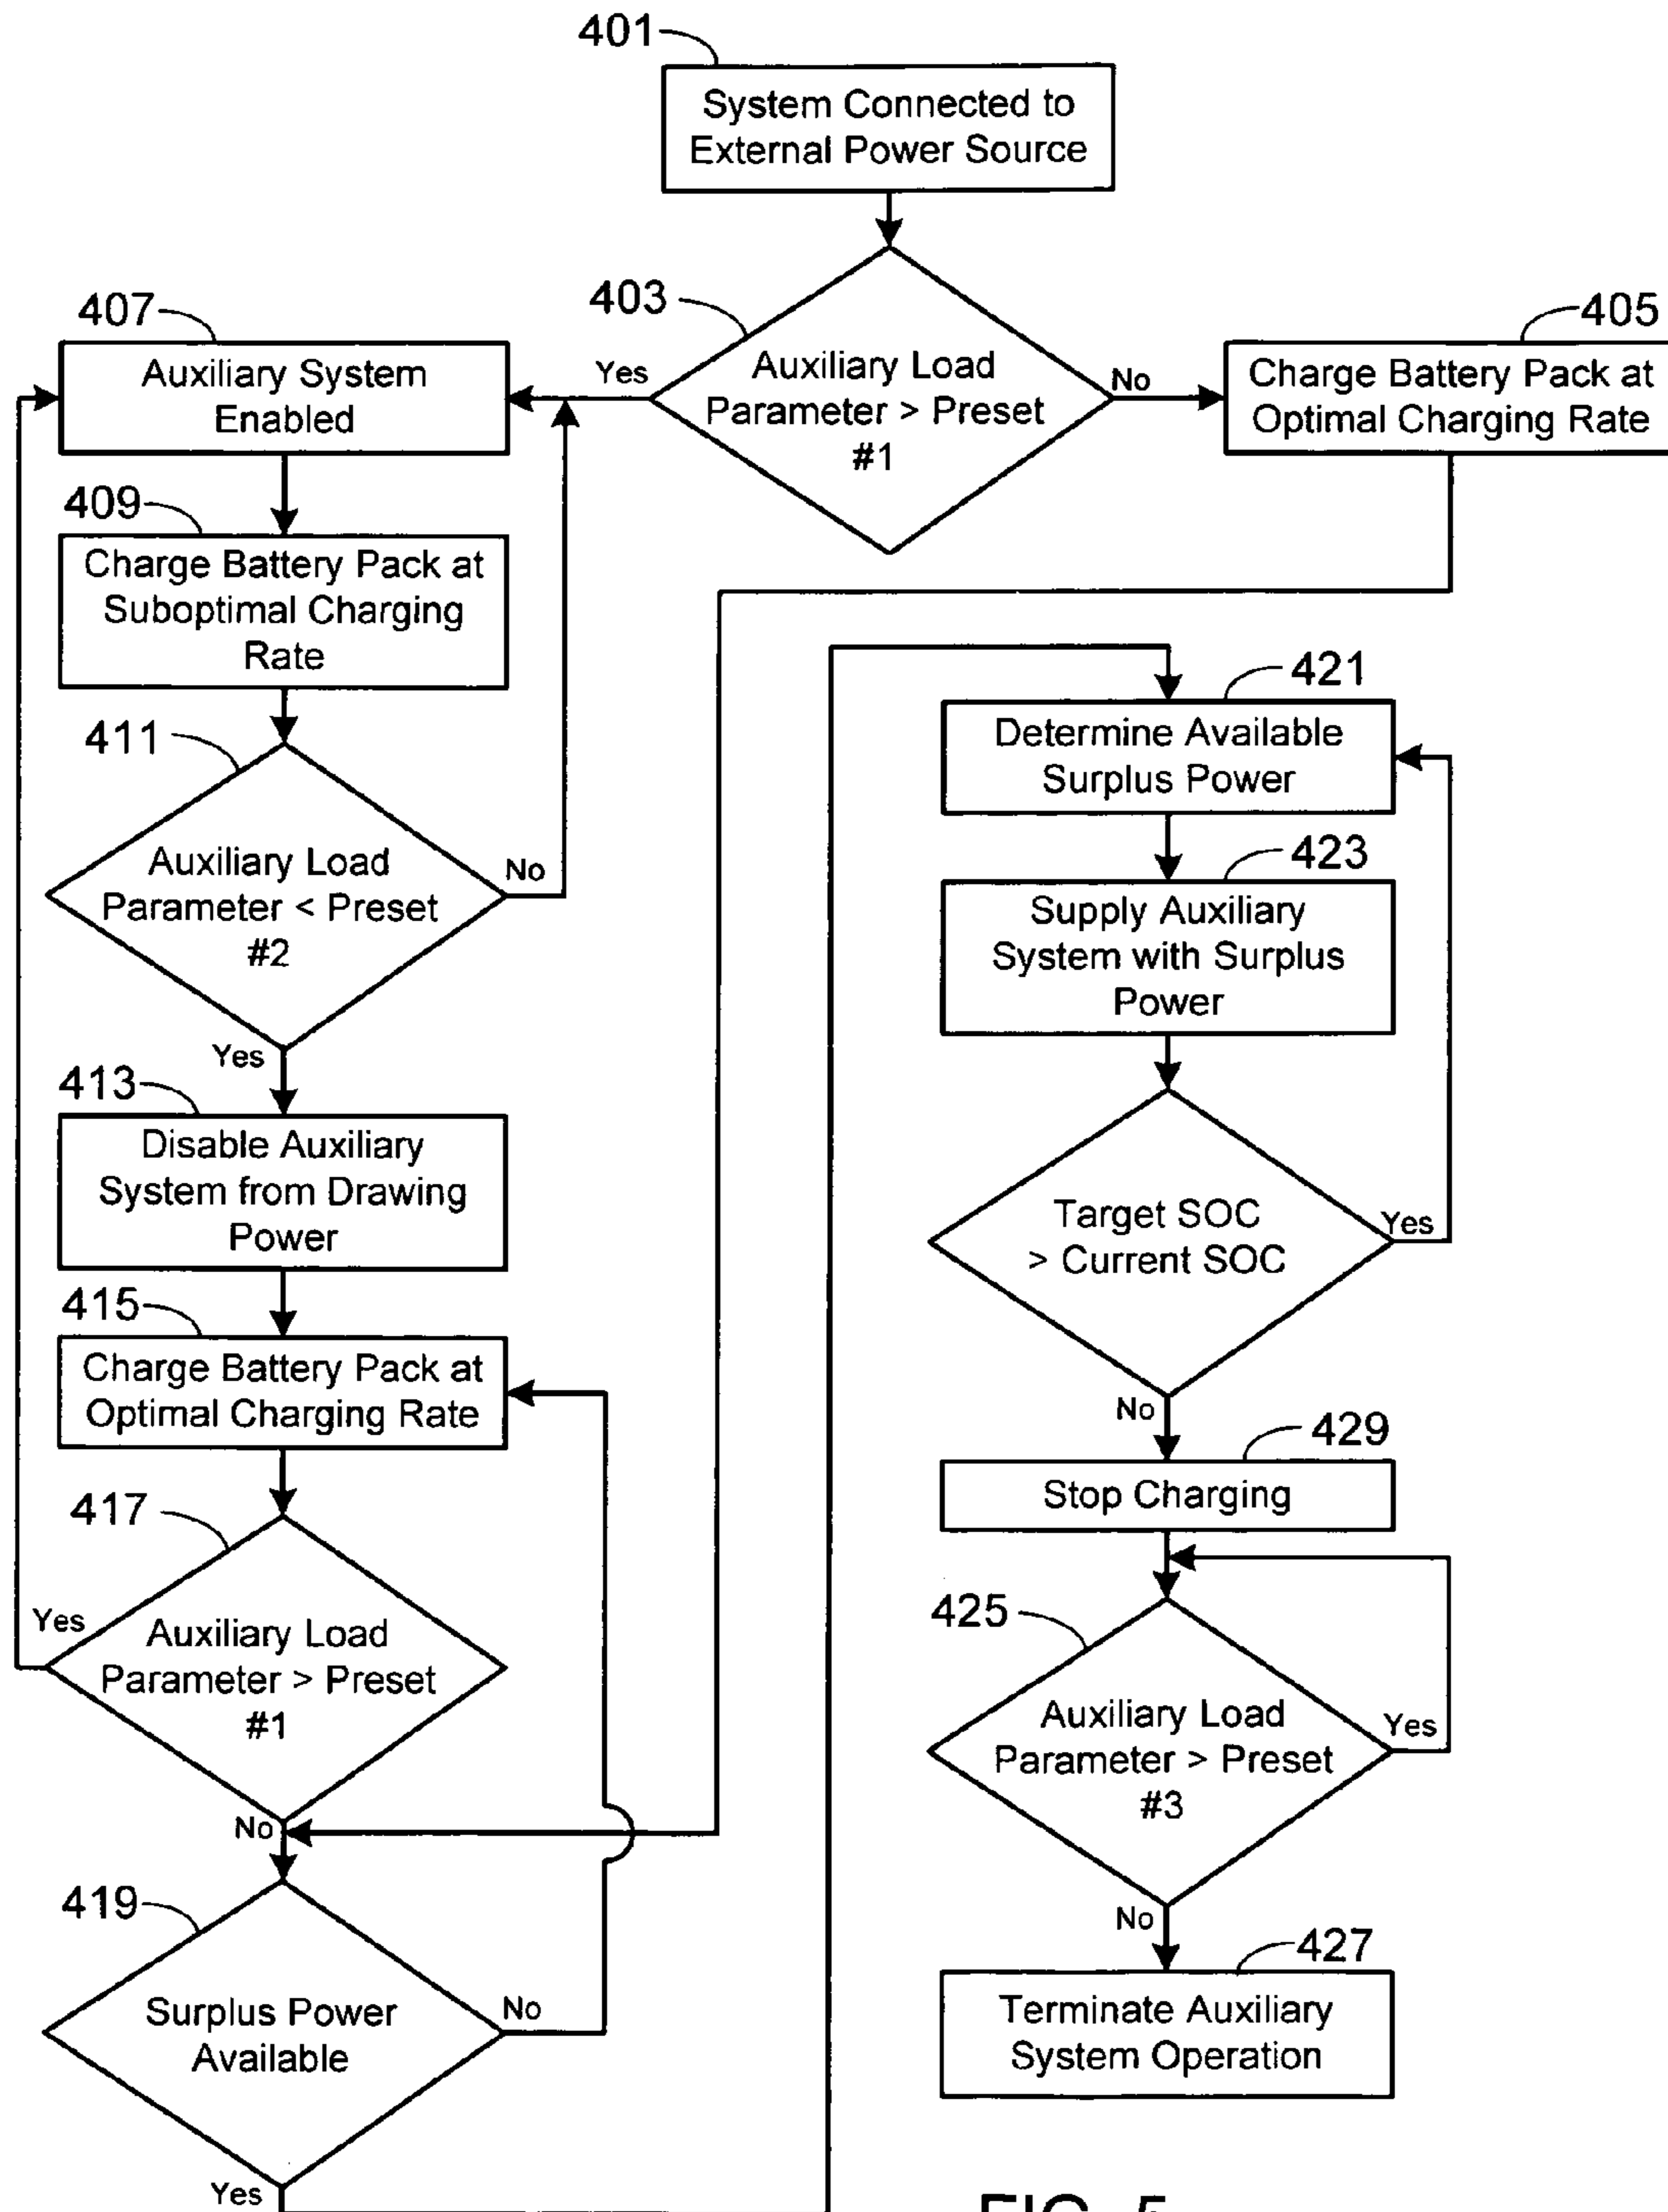 401
System Connected to
External Power Source
403
Auxiliary Load
Parameter > Preset
#1
Yes
No
405
Charge Battery Pack at
Optimal Charging Rate
407
Auxiliary System
Enabled
409
Charge Battery Pack at
Suboptimal Charging
Rate
411
Auxiliary Load
Parameter < Preset
#2
No
Yes
413
Disable Auxiliary
System from Drawing
Power
415
Charge Battery Pack at
Optimal Charging Rate
417
Auxiliary Load
Parameter > Preset
#1
Yes
No
419
Surplus Power
Available
No
Yes
421
Determine Available
Surplus Power
423
Supply Auxiliary
System with Surplus
Power
Target SOC
> Current SOC
Yes
No
429
Stop Charging
425
Auxiliary Load
Parameter > Preset
#3
Yes
No
427
Terminate Auxiliary
System Operation
FIG. 5